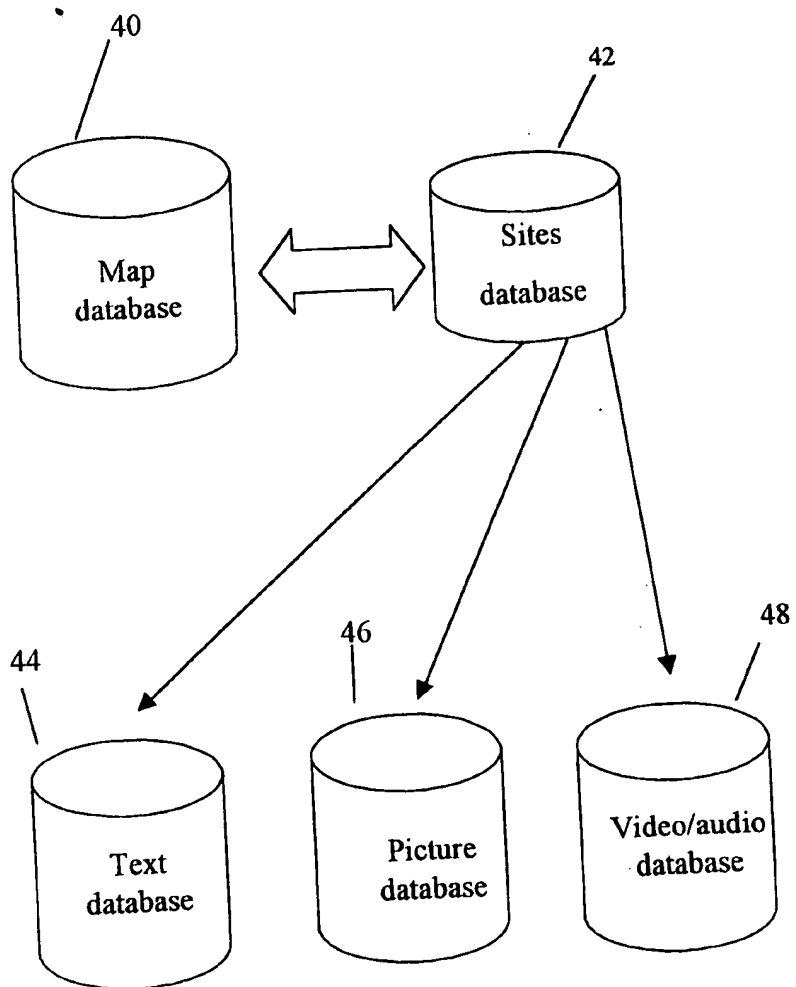 40
42
Map
database
Sites
database
44
46
48
Text
database
Picture
database
Video/audio
database